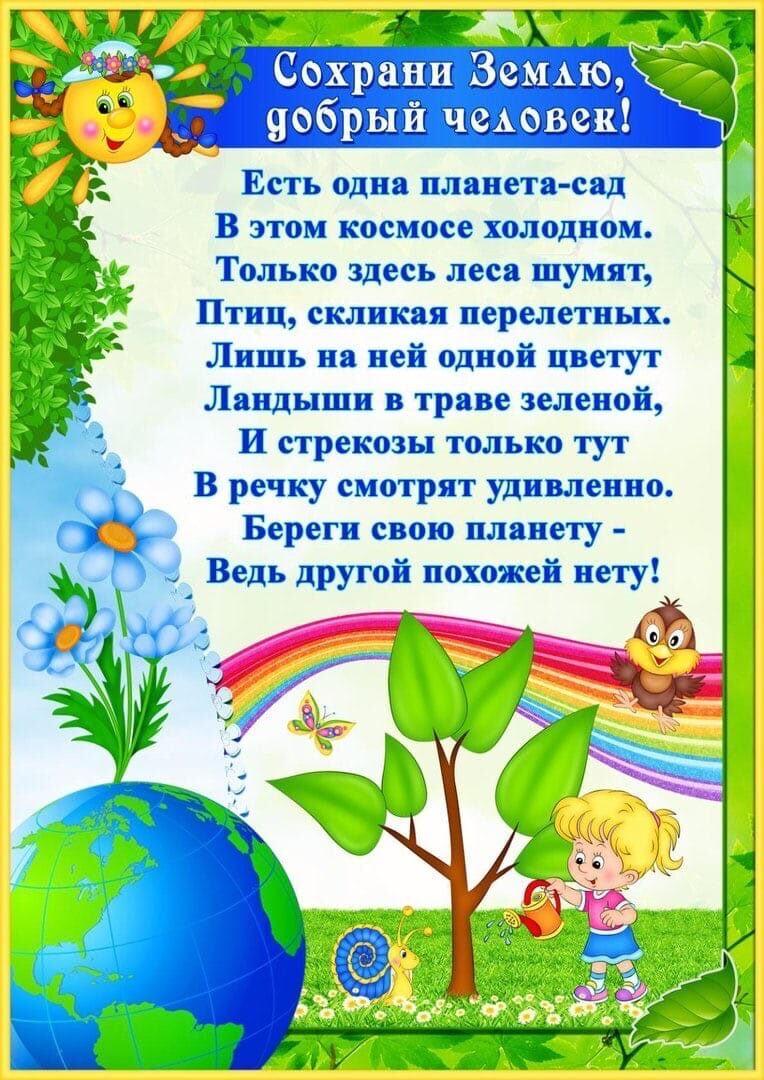 Сохрани Землю,
добрый человек!
Есть одна планета-сад
В этом космосе холодном.
Только здесь леса шумят,
Птиц, скликая перелетных.
Лишь на ней одной цветут
Ландыши в траве зеленой,
И стрекозы только тут
В речку смотрят удивленно.
Береги свою планету -
Ведь другой похожей нету!